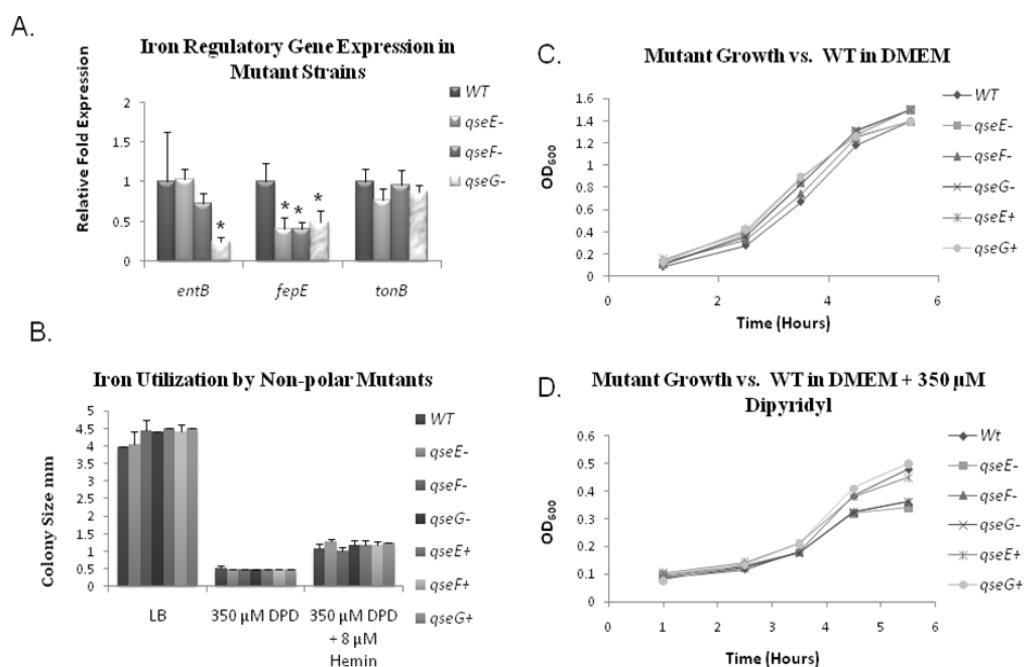 A.
Iron Regulatory Gene Expression in
Mutant Strains
Relative Fold Expression
2
1.5
1
0.5
0
*
*
*
*
entB
fepE
tonB
WT
qseE-
qseF-
qseG-
B.
Iron Utilization by Non-polar Mutants
Colony Size mm
5
4.5
4
3.5
3
2.5
2
1.5
1
0.5
0
LB
350 µM DPD
350 µM DPD
+ 8 µM
Hemin
WT
qseE-
qseF-
qseG-
qseE+
qseF+
qseG+
C.
Mutant Growth vs. WT in DMEM
OD600
1.6
1.4
1.2
1
0.8
0.6
0.4
0.2
0
0
2
4
6
Time (Hours)
WT
qseE-
qseF-
qseG-
qseE+
qseG+
D.
Mutant Growth vs. WT in DMEM + 350 µM
Dipyridyl
OD600
0.6
0.5
0.4
0.3
0.2
0.1
0
0
1
2
3
4
5
6
Time (Hours)
Wt
qseE-
qseF-
qseG-
qseE+
qseG+